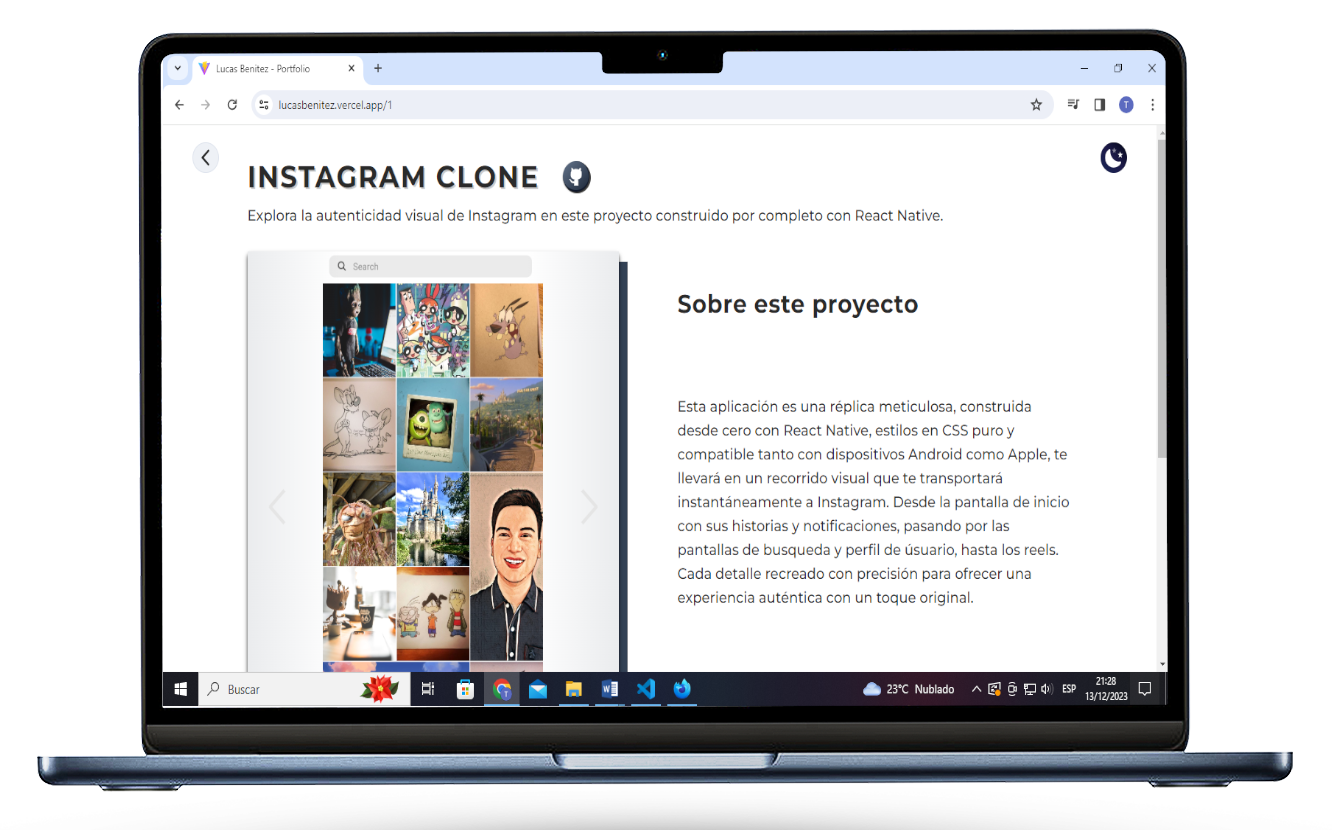 Lucas Benitez - Portfolio
lucasbenitez.vercel.app/1
T
INSTAGRAM CLONE
Explora la autenticidad visual de Instagram en este proyecto construido por completo con React Native.
Search
Sobre este proyecto
Esta aplicación es una réplica meticulosa, construida
desde cero con React Native, estilos en CSS puro y
compatible tanto con dispositivos Android como Apple, te
llevará en un recorrido visual que te transportará
instantáneamente a Instagram. Desde la pantalla de inicio
con sus historias y notificaciones, pasando por las
pantallas de busqueda y perfil de úsuario, hasta los reels.
Cada detalle recreado con precisión para ofrecer una
experiencia auténtica con un toque original.
Buscar
23°C Nublado
ESP
21:28
13/12/2023